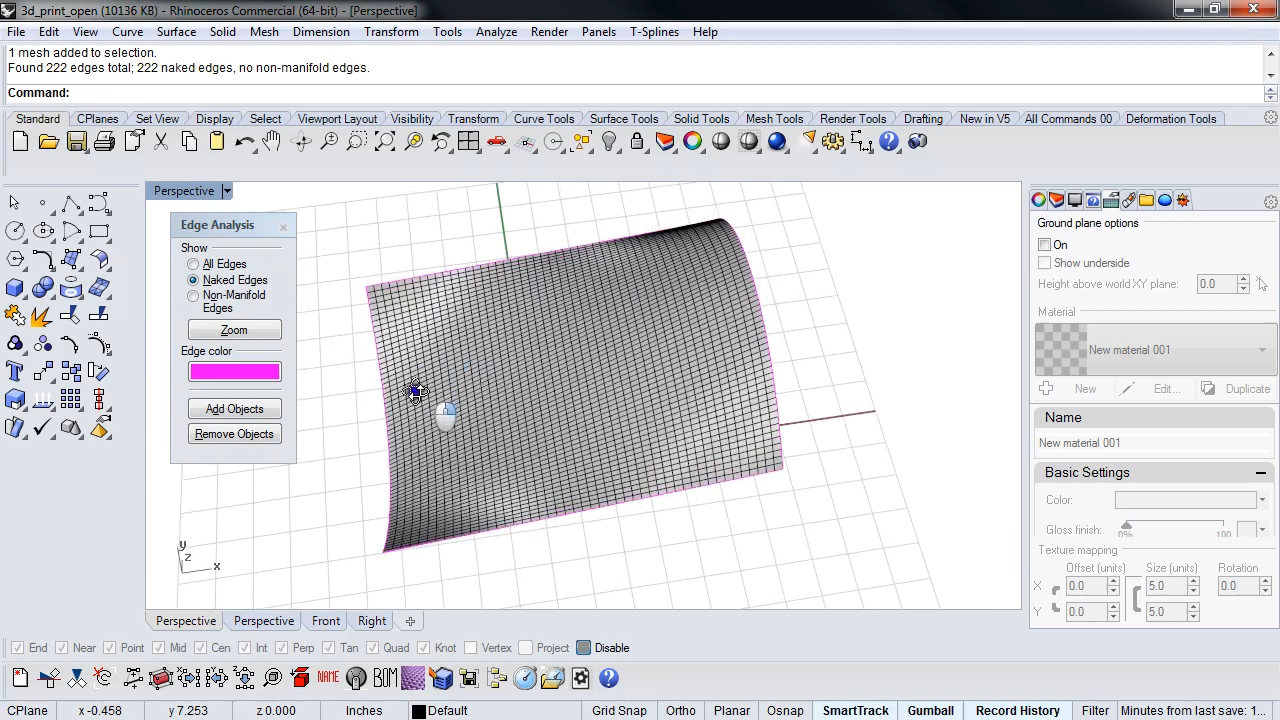 3d_print_open (10136 KB) - Rhinoceros Commercial (64-bit) - [Perspective]
File Edit View Curve Surface Solid Mesh Dimension Transform Tools Analyze Render Panels T-Splines Help
1 mesh added to selection.
Found 222 edges total; 222 naked edges, no non-manifold edges.
Command:
Standard CPlanes Set View Display Select Viewport Layout Visibility Transform Curve Tools Surface Tools Solid Tools Mesh Tools Render Tools Drafting New in V5 All Commands 00 Deformation Tools
Perspective
Edge Analysis
Show
All Edges
Naked Edges
Non-Manifold
Edges
Zoom
Edge color
Add Objects
Remove Objects
y
z x
Ground plane options
On
Show underside
Height above world XY plane: 0.0
Material
New material 001
New Edit... Duplicate
Name
New material 001
Basic Settings
Color:
Gloss finish: 0% 100
Texture mapping
Offset (units) Size (units) Rotation
X 0.0 5.0 0.0
Y 0.0 5.0
Perspective Perspective Front Right
End Near Point Mid Cen Int Perp Tan Quad Knot Vertex Project Disable
NAME BOM
CPlane x -0.458 y 7.253 z 0.000 Inches Default Grid Snap Ortho Planar Osnap SmartTrack Gumball Record History Filter Minutes from last save: 1...